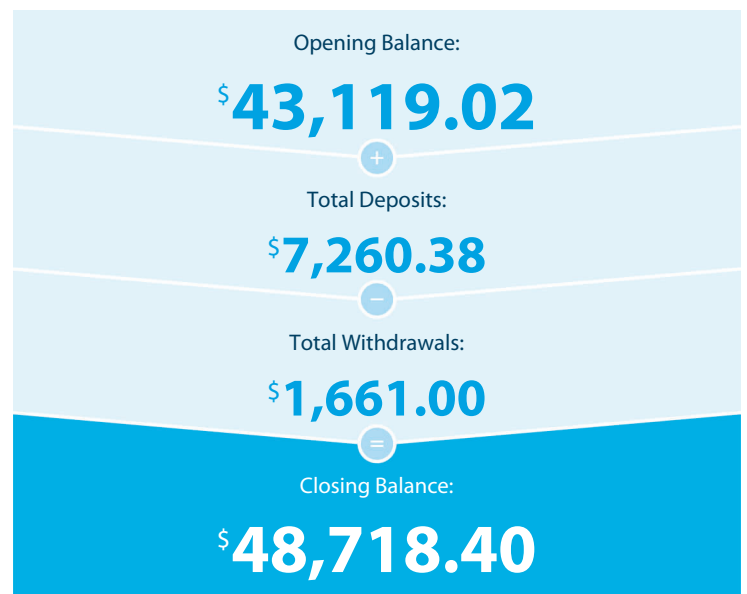 Opening Balance:
$43,119.02
+
Total Deposits:
$7,260.38
−
Total Withdrawals:
$1,661.00
=
Closing Balance:
$48,718.40